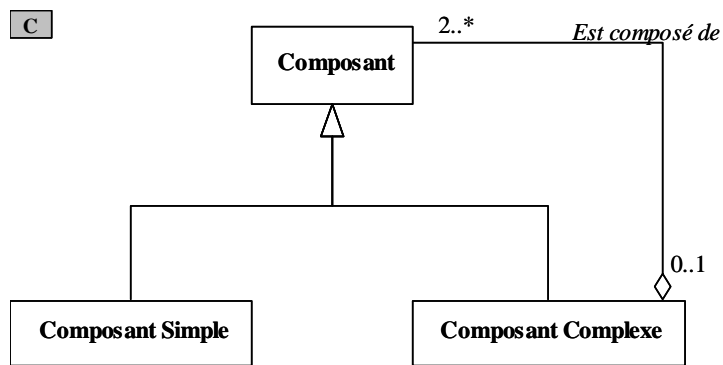 C
2..*
Est composé de
Composant
0..1
Composant Simple
Composant Complexe